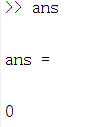 >> ans
ans =
0